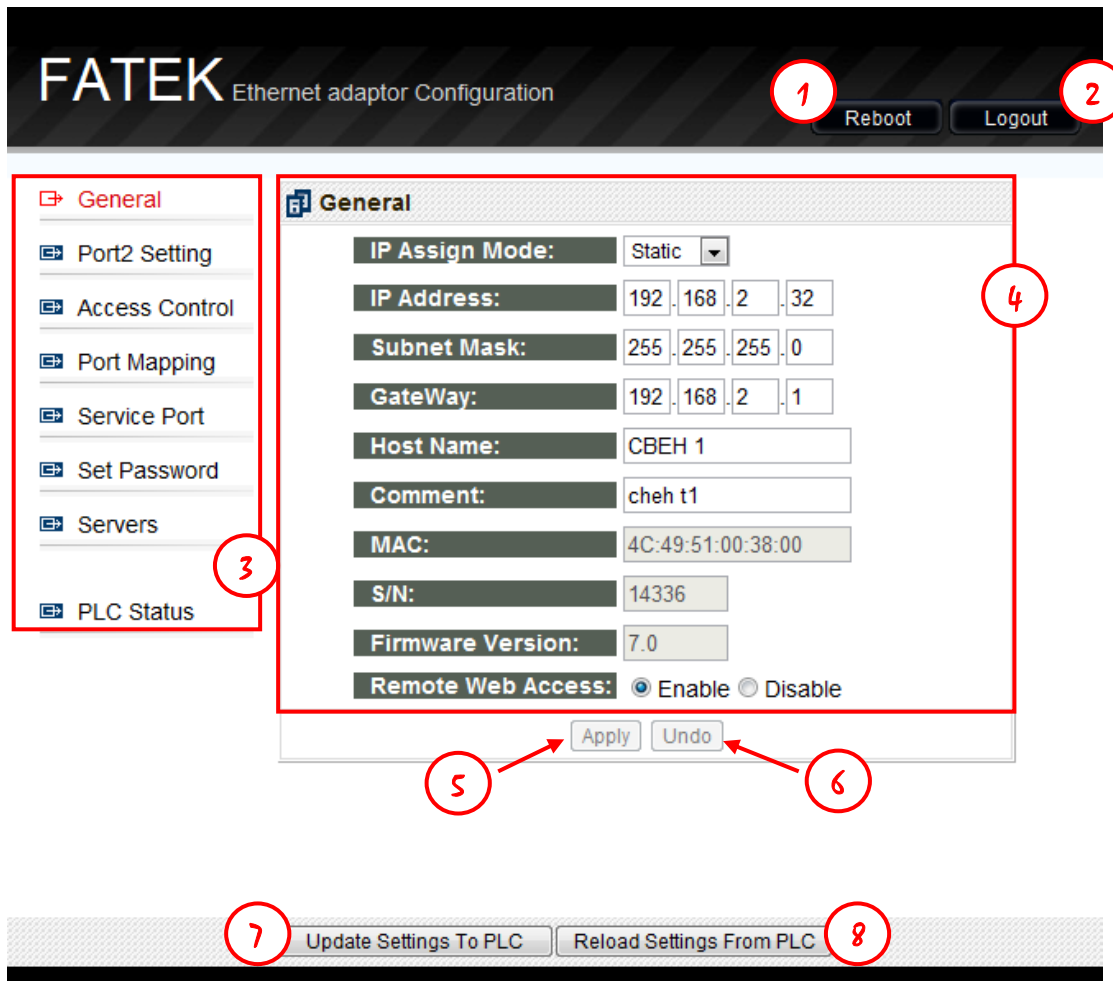 FATEK Ethernet adaptor Configuration
1
2
Reboot
Logout
General
Port2 Setting
Access Control
Port Mapping
Service Port
Set Password
Servers
3
PLC Status
General
4
IP Assign Mode: Static
IP Address: 192 . 168 . 2 . 32
Subnet Mask: 255 . 255 . 255 . 0
GateWay: 192 . 168 . 2 . 1
Host Name: CBEH 1
Comment: cheh t1
MAC: 4C:49:51:00:38:00
S/N: 14336
Firmware Version: 7.0
Remote Web Access: Enable Disable
Apply Undo
5
6
7
Update Settings To PLC
Reload Settings From PLC
8